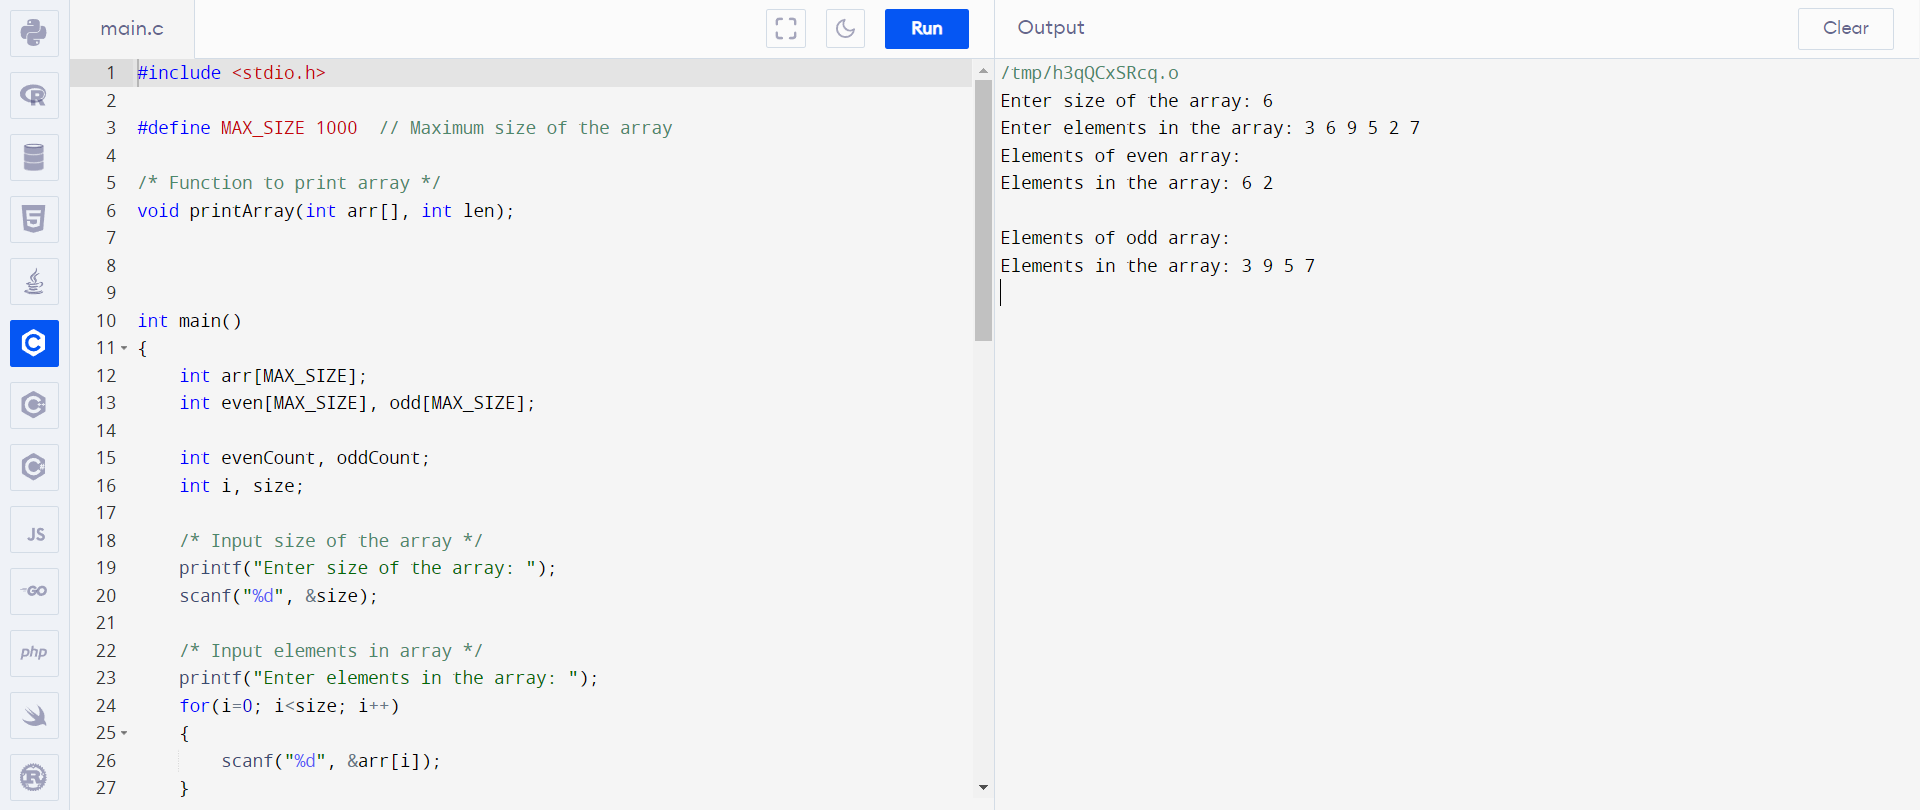 main.c
Run
Output
Clear
1 #include <stdio.h>
2
3 #define MAX_SIZE 1000  // Maximum size of the array
4
5 /* Function to print array */
6 void printArray(int arr[], int len);
7
8
9
10 int main()
11 {
12     int arr[MAX_SIZE];
13     int even[MAX_SIZE], odd[MAX_SIZE];
14
15     int evenCount, oddCount;
16     int i, size;
17
18     /* Input size of the array */
19     printf("Enter size of the array: ");
20     scanf("%d", &size);
21
22     /* Input elements in array */
23     printf("Enter elements in the array: ");
24     for(i=0; i<size; i++)
25     {
26         scanf("%d", &arr[i]);
27     }
/tmp/h3qQCxSRcq.o
Enter size of the array: 6
Enter elements in the array: 3 6 9 5 2 7
Elements of even array:
Elements in the array: 6 2
Elements of odd array:
Elements in the array: 3 9 5 7
R
5
C
C
C
JS
GO
php
R